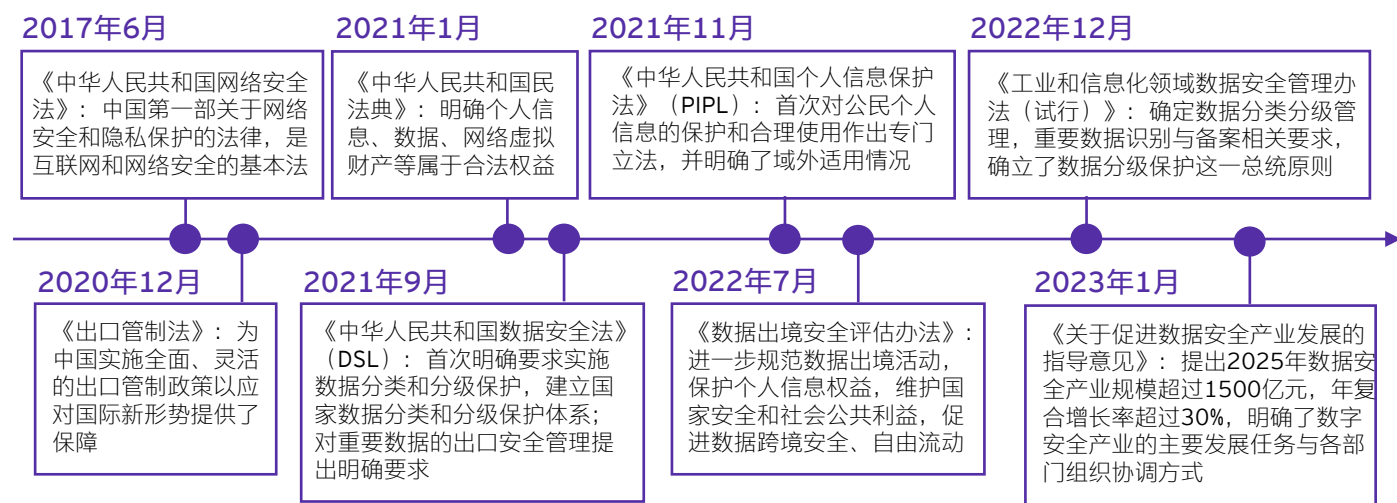 2017年6月
《中华人民共和国网络安全
法》：中国第一部关于网络
安全和隐私保护的法律，是
互联网和网络安全的基本法
2021年1月
《中华人民共和国民
法典》：明确个人信
息、数据、网络虚拟
财产等属于合法权益
2021年11月
《中华人民共和国个人信息保护
法》（PIPL）：首次对公民个人
信息的保护和合理使用作出专门
立法，并明确了域外适用情况
2022年12月
《工业和信息化领域数据安全管理办
法（试行）》：确定数据分类分级管
理，重要数据识别与备案相关要求，
确立了数据分级保护这一总统原则
2020年12月
《出口管制法》：为
中国实施全面、灵活
的出口管制政策以应
对国际新形势提供了
保障
2021年9月
《中华人民共和国数据安全法》
（DSL）：首次明确要求实施
数据分类和分级保护，建立国
家数据分类和分级保护体系；
对重要数据的出口安全管理提
出明确要求
2022年7月
《数据出境安全评估办法》：
进一步规范数据出境活动，
保护个人信息权益，维护国
家安全和社会公共利益，促
进数据跨境安全、自由流动
2023年1月
《关于促进数据安全产业发展的
指导意见》：提出2025年数据安
全产业规模超过1500亿元，年复
合增长率超过30%，明确了数字
安全产业的主要发展任务与各部
门组织协调方式